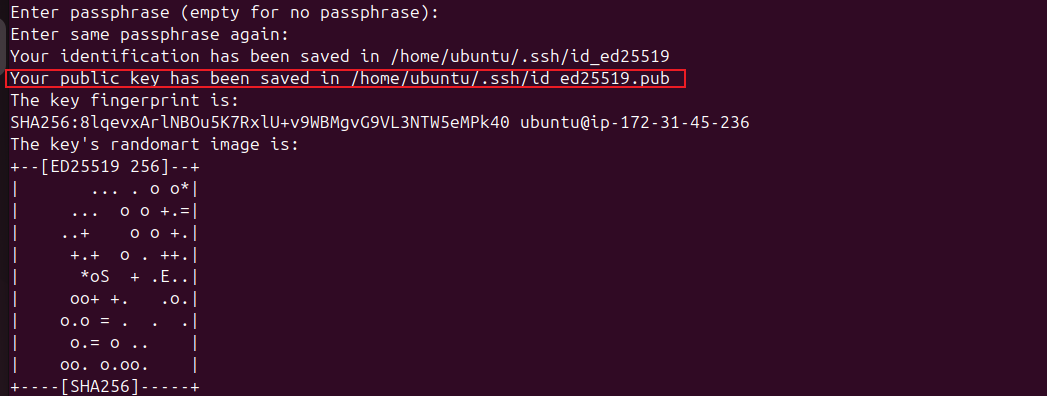 Enter passphrase (empty for no passphrase):
Enter same passphrase again:
Your identification has been saved in /home/ubuntu/.ssh/id_ed25519
Your public key has been saved in /home/ubuntu/.ssh/id_ed25519.pub
The key fingerprint is:
SHA256:8lqevxArlNBOu5K7RxlU+v9WBMgvG9VL3NTW5eMPk40 ubuntu@ip-172-31-45-236
The key's randomart image is:
+--[ED25519 256]--+
|       ... . o o*|
|     ...  o o +.=|
|    ..+    o o +.|
|     +.+  o . ++.|
|      *oS  + .E..|
|     oo+ +.   .o.|
|    o.o = .  .  .|
|     o.= o ..    |
|    oo. o.oo.    |
+----[SHA256]-----+